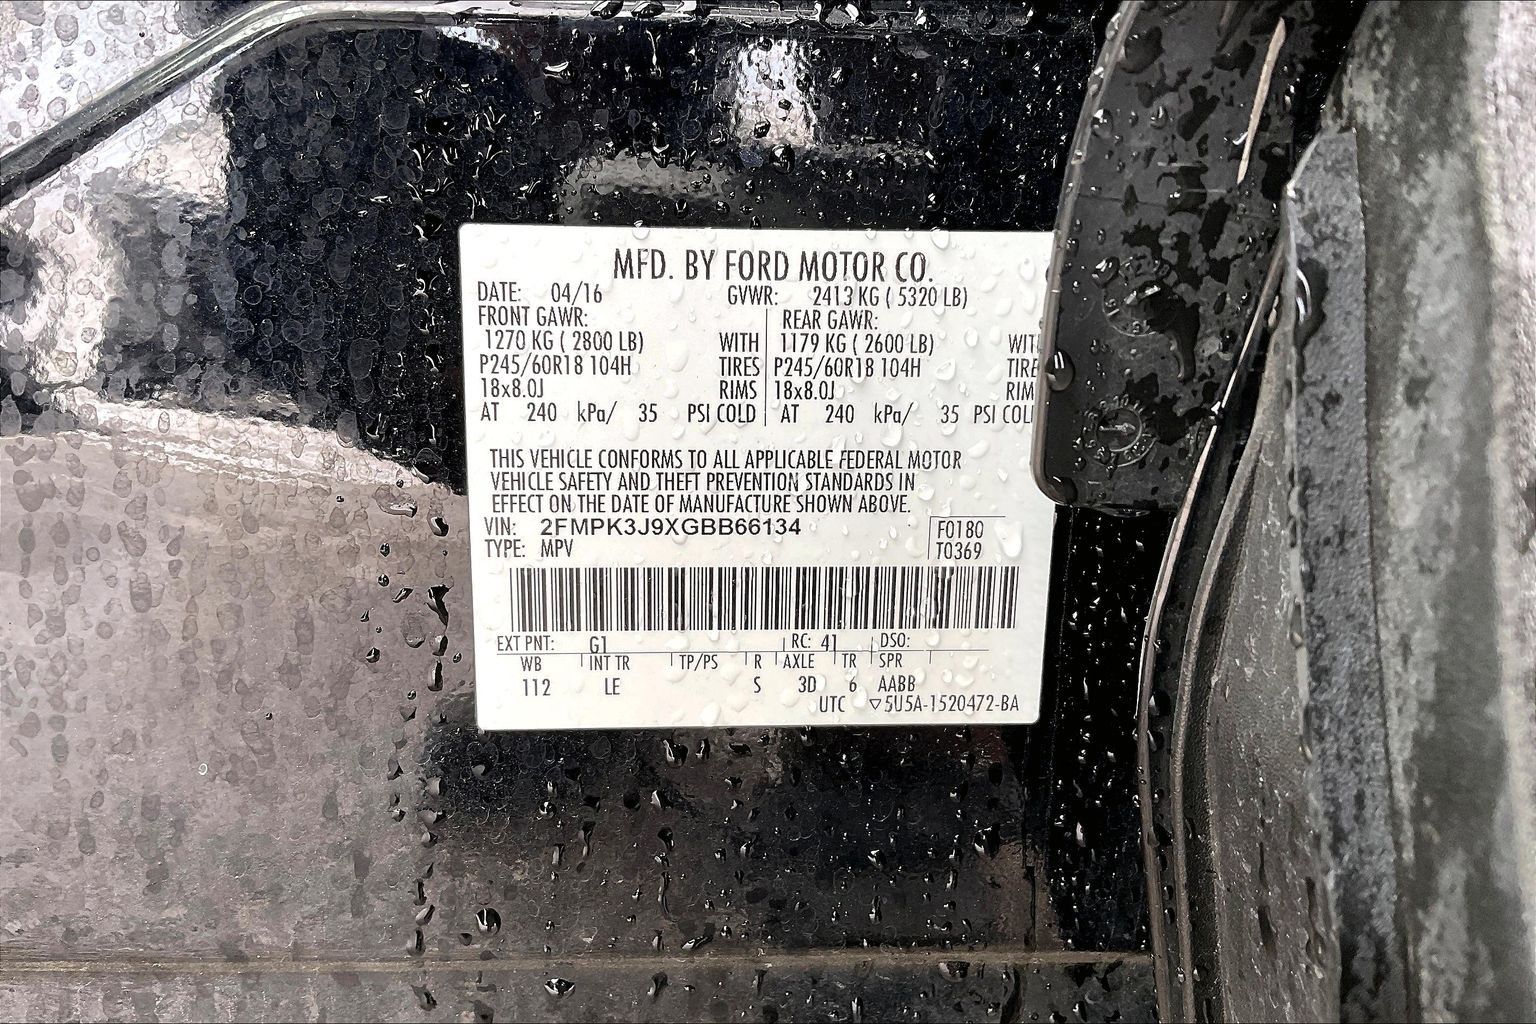 MFD. BY FORD MOTOR CO.
DATE: 04/16 GVWR: 2413 KG ( 5320 LB)
FRONT GAWR: REAR GAWR:
1270 KG ( 2800 LB) WITH 1179 KG ( 2600 LB) WITH
P245/60R18 104H TIRES P245/60R18 104H TIRE
18x8.0J RIMS 18x8.0J RIM
AT 240 kPa/ 35 PSI COLD AT 240 kPa/ 35 PSI COL
THIS VEHICLE CONFORMS TO ALL APPLICABLE FEDERAL MOTOR
VEHICLE SAFETY AND THEFT PREVENTION STANDARDS IN
EFFECT ON THE DATE OF MANUFACTURE SHOWN ABOVE.
VIN: 2FMPK3J9XGBB66134 F0180
TYPE: MPV T0369
EXT PNT: G1 RC: 41 DSO:
WB INT TR TP/PS R AXLE TR SPR
112 LE S 3D 6 AABB
UTC ▽5U5A-1520472-BA